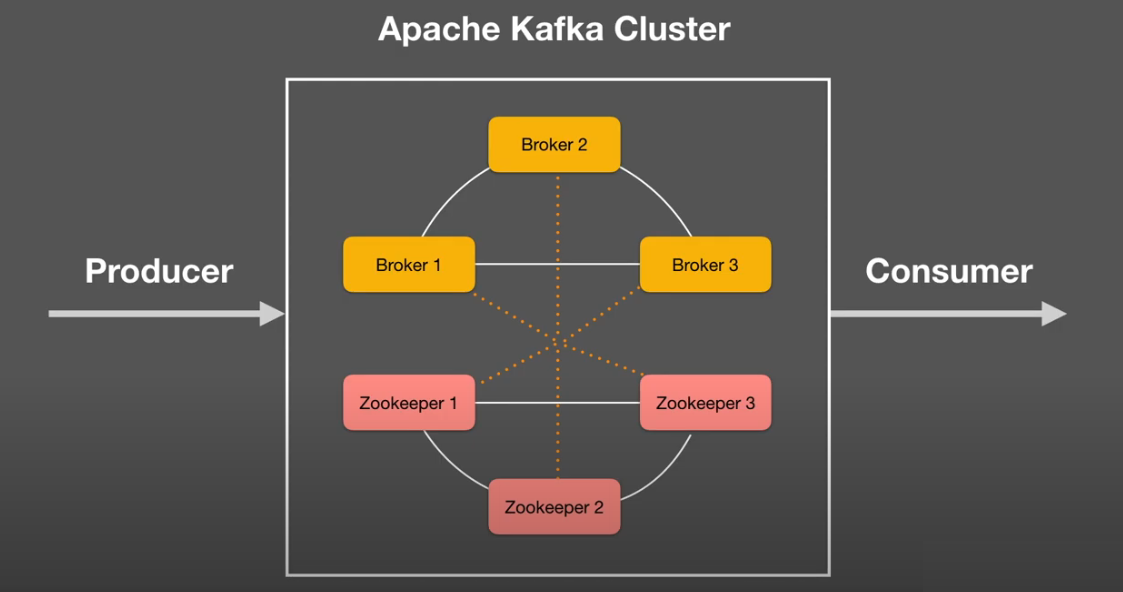 Apache Kafka Cluster
Broker 2
Broker 1
Broker 3
Producer
Consumer
Zookeeper 1
Zookeeper 3
Zookeeper 2